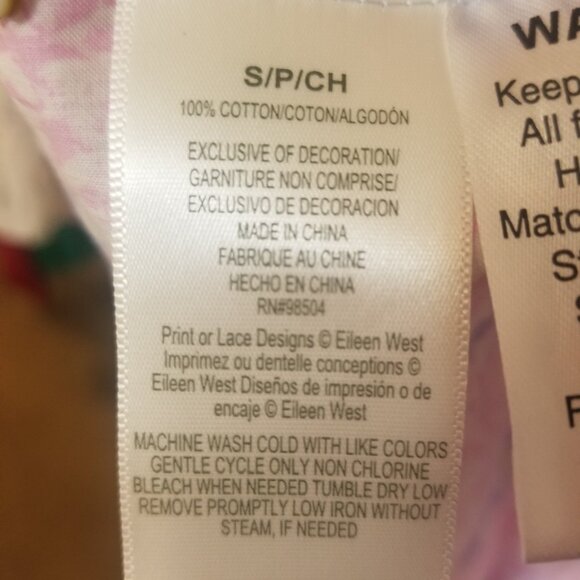 S/P/CH
100% COTTON/COTON/ALGODÓN
EXCLUSIVE OF DECORATION/
GARNITURE NON COMPRISE/
EXCLUSIVO DE DECORACION
MADE IN CHINA
FABRIQUE AU CHINE
HECHO EN CHINA
RN#98504
Print or Lace Designs © Eileen West
Imprimez ou dentelle conceptions ©
Eileen West Diseños de impresión o de
encaje © Eileen West
MACHINE WASH COLD WITH LIKE COLORS
GENTLE CYCLE ONLY NON CHLORINE
BLEACH WHEN NEEDED TUMBLE DRY LOW
REMOVE PROMPTLY LOW IRON WITHOUT
STEAM, IF NEEDED
Keep
All